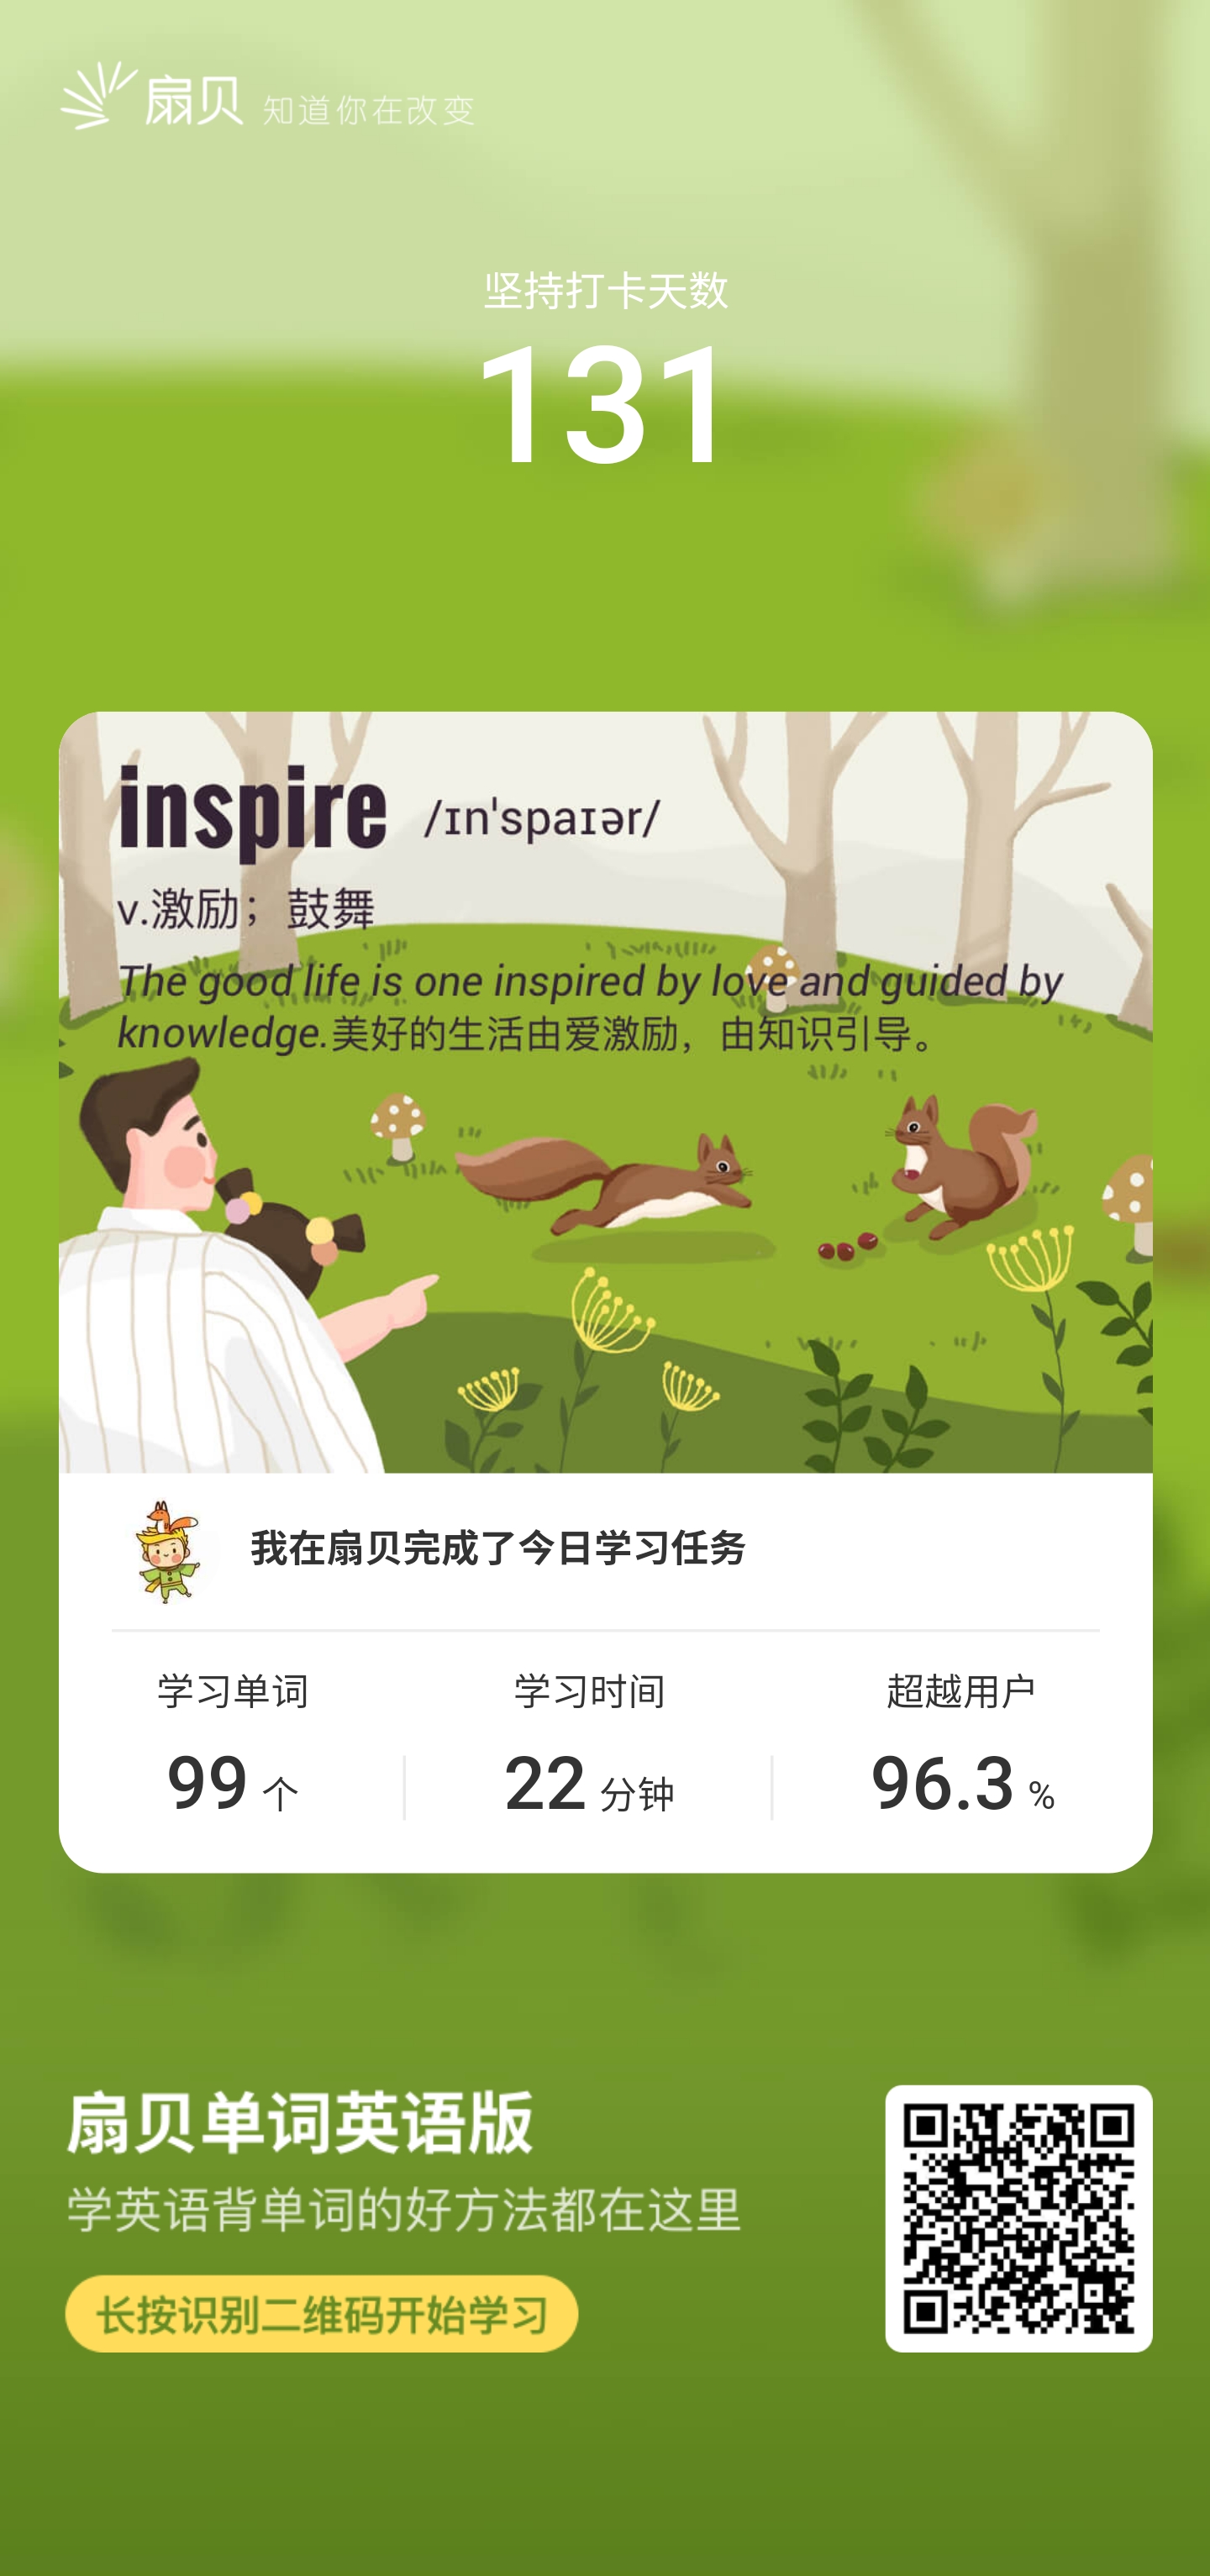 扇贝 知道你在改变
坚持打卡天数
131
inspire /ɪn'spaɪər/
v.激励；鼓舞
The good life is one inspired by love and guided by
knowledge.美好的生活由爱激励，由知识引导。
我在扇贝完成了今日学习任务
学习单词 学习时间 超越用户
99 个 22 分钟 96.3 %
扇贝单词英语版
学英语背单词的好方法都在这里
长按识别二维码开始学习